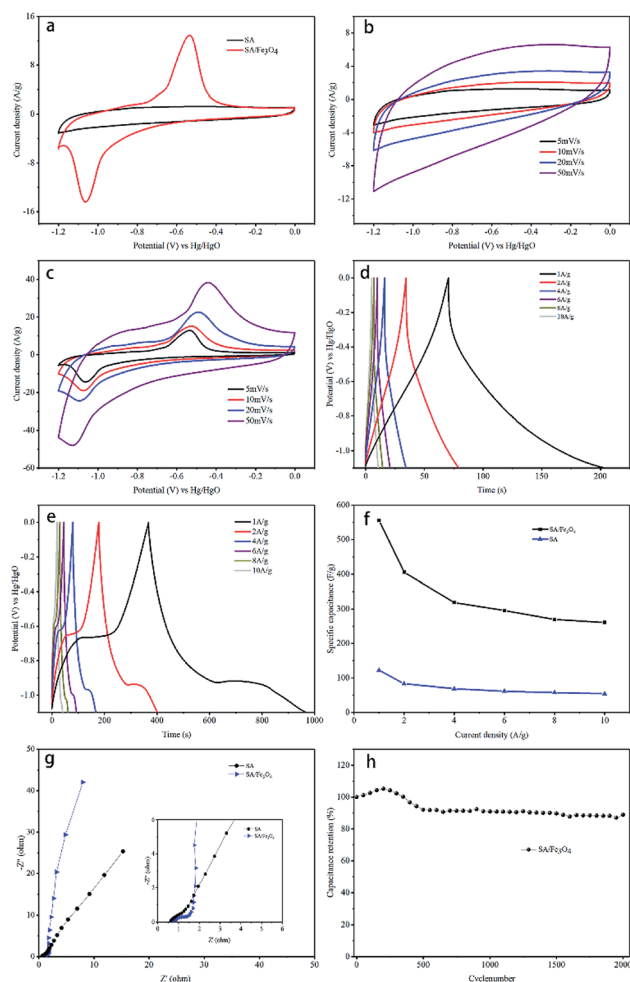 a
SA
SA/Fe3O4
Current density (A/g)
16
8
0
-8
-16
-1.2 -1.0 -0.8 -0.6 -0.4 -0.2 0.0
Potential (V) vs Hg/HgO
b
Current density (A/g)
8
4
0
-4
-8
-12
5mV/s
10mV/s
20mV/s
50mV/s
-1.2 -1.0 -0.8 -0.6 -0.4 -0.2 0.0
Potential (V) vs Hg/HgO
c
Current density (A/g)
60
40
20
0
-20
-40
-60
5mV/s
10mV/s
20mV/s
50mV/s
-1.2 -1.0 -0.8 -0.6 -0.4 -0.2 0.0
Potential (V) vs Hg/HgO
d
Potential (V) vs Hg/HgO
0.0
-0.2
-0.4
-0.6
-0.8
-1.0
1A/g
2A/g
4A/g
6A/g
8A/g
10A/g
0 50 100 150 200
Time (s)
e
Potential (V) vs Hg/HgO
0.0
-0.2
-0.4
-0.6
-0.8
-1.0
1A/g
2A/g
4A/g
6A/g
8A/g
10A/g
0 200 400 600 800 1000
Time (s)
f
Specific capacitance (F/g)
600
500
400
300
200
100
0
SA/Fe3O4
SA
2 4 6 8 10
Current density (A/g)
g
-Z'' (ohm)
50
40
30
20
10
0
SA
SA/Fe3O4
-Z'' (ohm)
6
4
2
0
SA
SA/Fe3O4
0 1 2 3 4 5 6
Z' (ohm)
0 10 20 30 40 50
Z' (ohm)
h
Capacitance retention (%)
140
120
100
80
60
40
20
0
SA/Fe3O4
0 500 1000 1500 2000
Cyclenumber